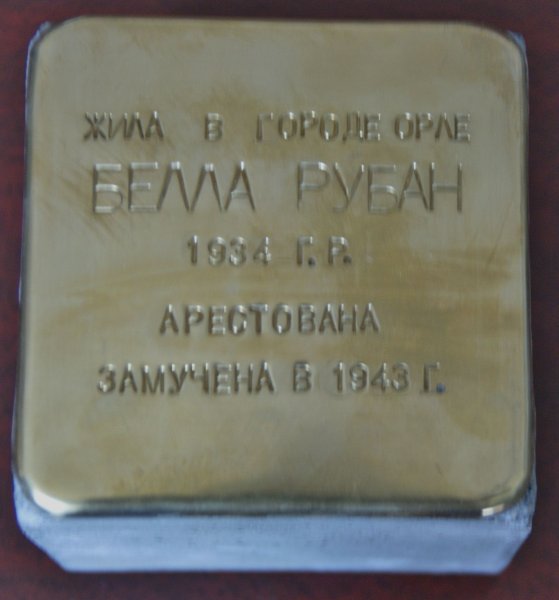 ЖИЛА В ГОРОДЕ ОРЛЕ
БЕЛЛА РУБАН
1934 Г.Р.
АРЕСТОВАНА
ЗАМУЧЕНА В 1943 Г.